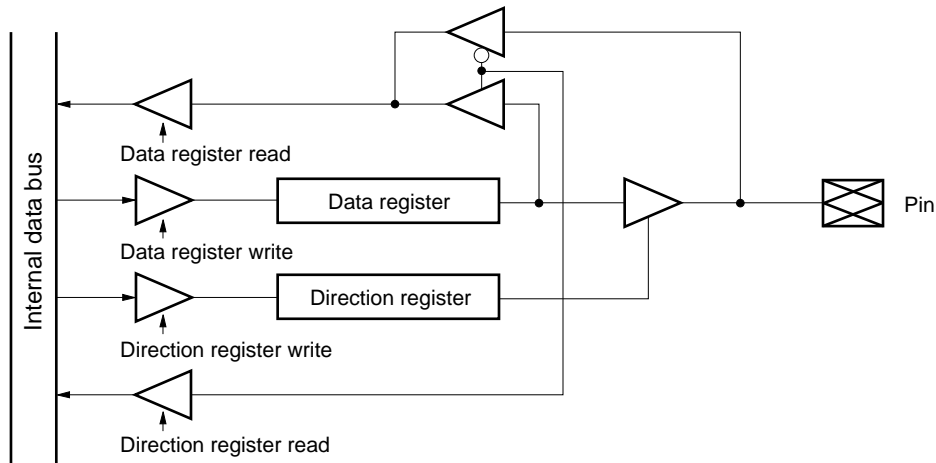 Internal data bus
Data register read
Data register
Pin
Data register write
Direction register
Direction register write
Direction register read